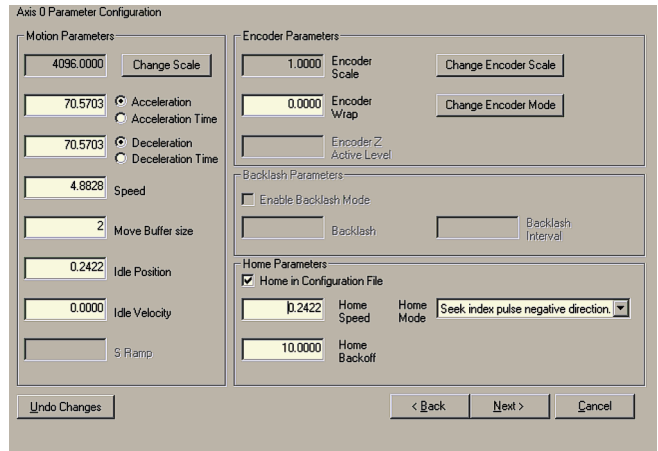 Axis 0 Parameter Configuration
Motion Parameters
4096.0000 Change Scale
70.5703 Acceleration
Acceleration Time
70.5703 Deceleration
Deceleration Time
4.8828 Speed
2 Move Buffer size
0.2422 Idle Position
0.0000 Idle Velocity
S Ramp
Encoder Parameters
1.0000 Encoder
Scale
Change Encoder Scale
0.0000 Encoder
Wrap
Change Encoder Mode
Encoder Z
Active Level
Backlash Parameters
Enable Backlash Mode
Backlash
Backlash
Interval
Home Parameters
Home in Configuration File
0.2422 Home
Speed
Home
Mode
Seek index pulse negative direction.
10.0000 Home
Backoff
Undo Changes
< Back
Next >
Cancel